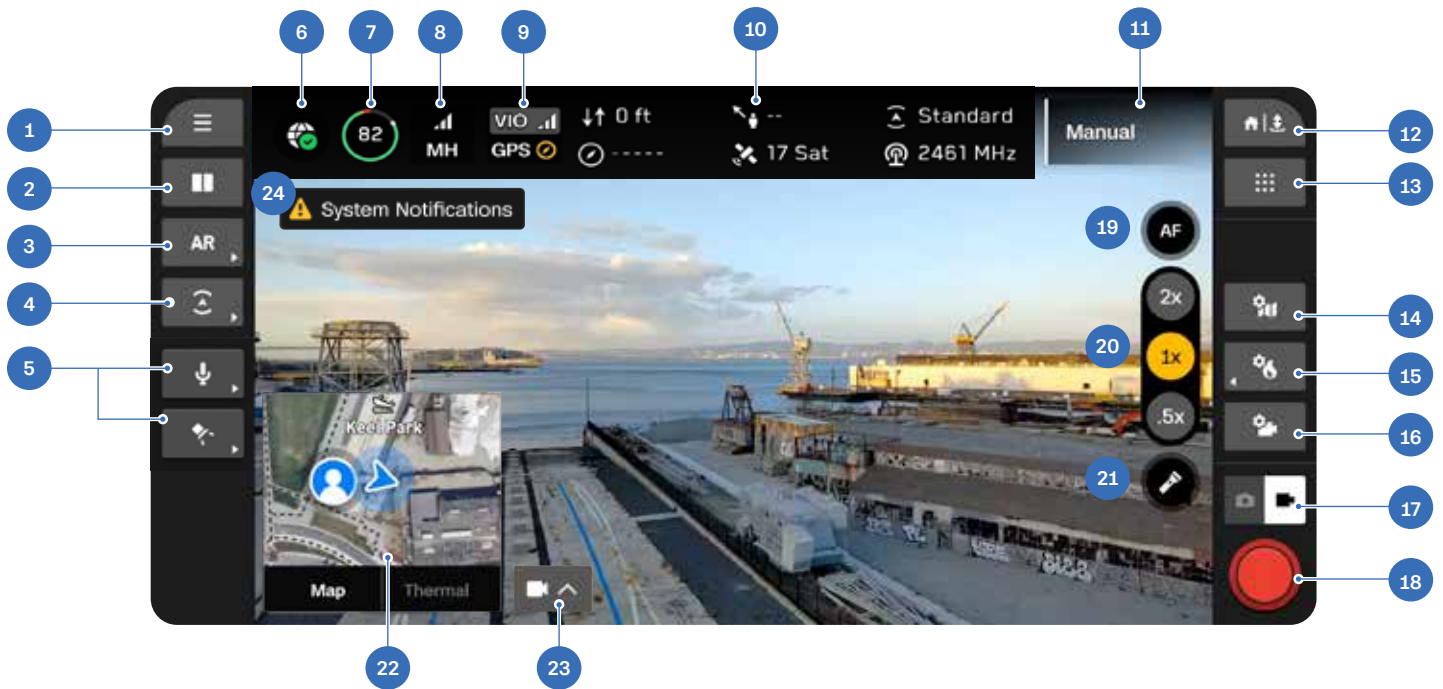 6 7 8 9 10 11
1
2
3
4
5
82
MH
VIO
GPS
0 ft
-----
--
17 Sat
Standard
2461 MHz
Manual
12
13
24
System Notifications
AR
19
AF
2x
20
1x
.5x
21
14
15
16
17
18
Keel Park
Map Thermal
22 23